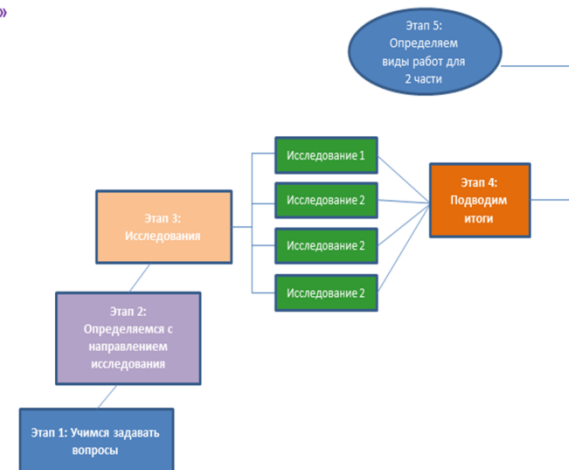 »
Этап 5:
Определяем
виды работ для
2 части
Исследование 1
Исследование 2
Исследование 2
Исследование 2
Этап 4:
Подводим
итоги
Этап 3:
Исследования
Этап 2:
Определяемся с
направлением
исследования
Этап 1: Учимся задавать
вопросы